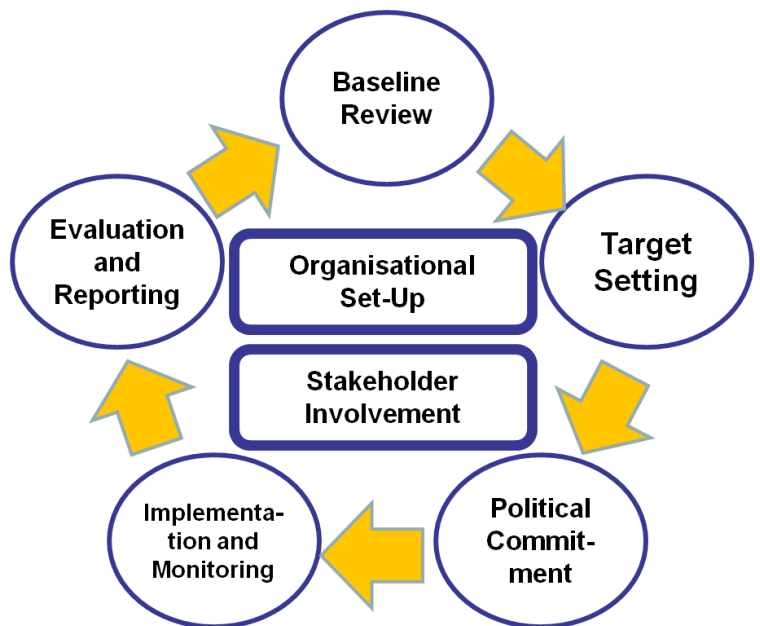 Baseline
Review
Target
Setting
Political
Commit-
ment
Implementa-
tion and
Monitoring
Evaluation
and
Reporting
Organisational
Set-Up
Stakeholder
Involvement